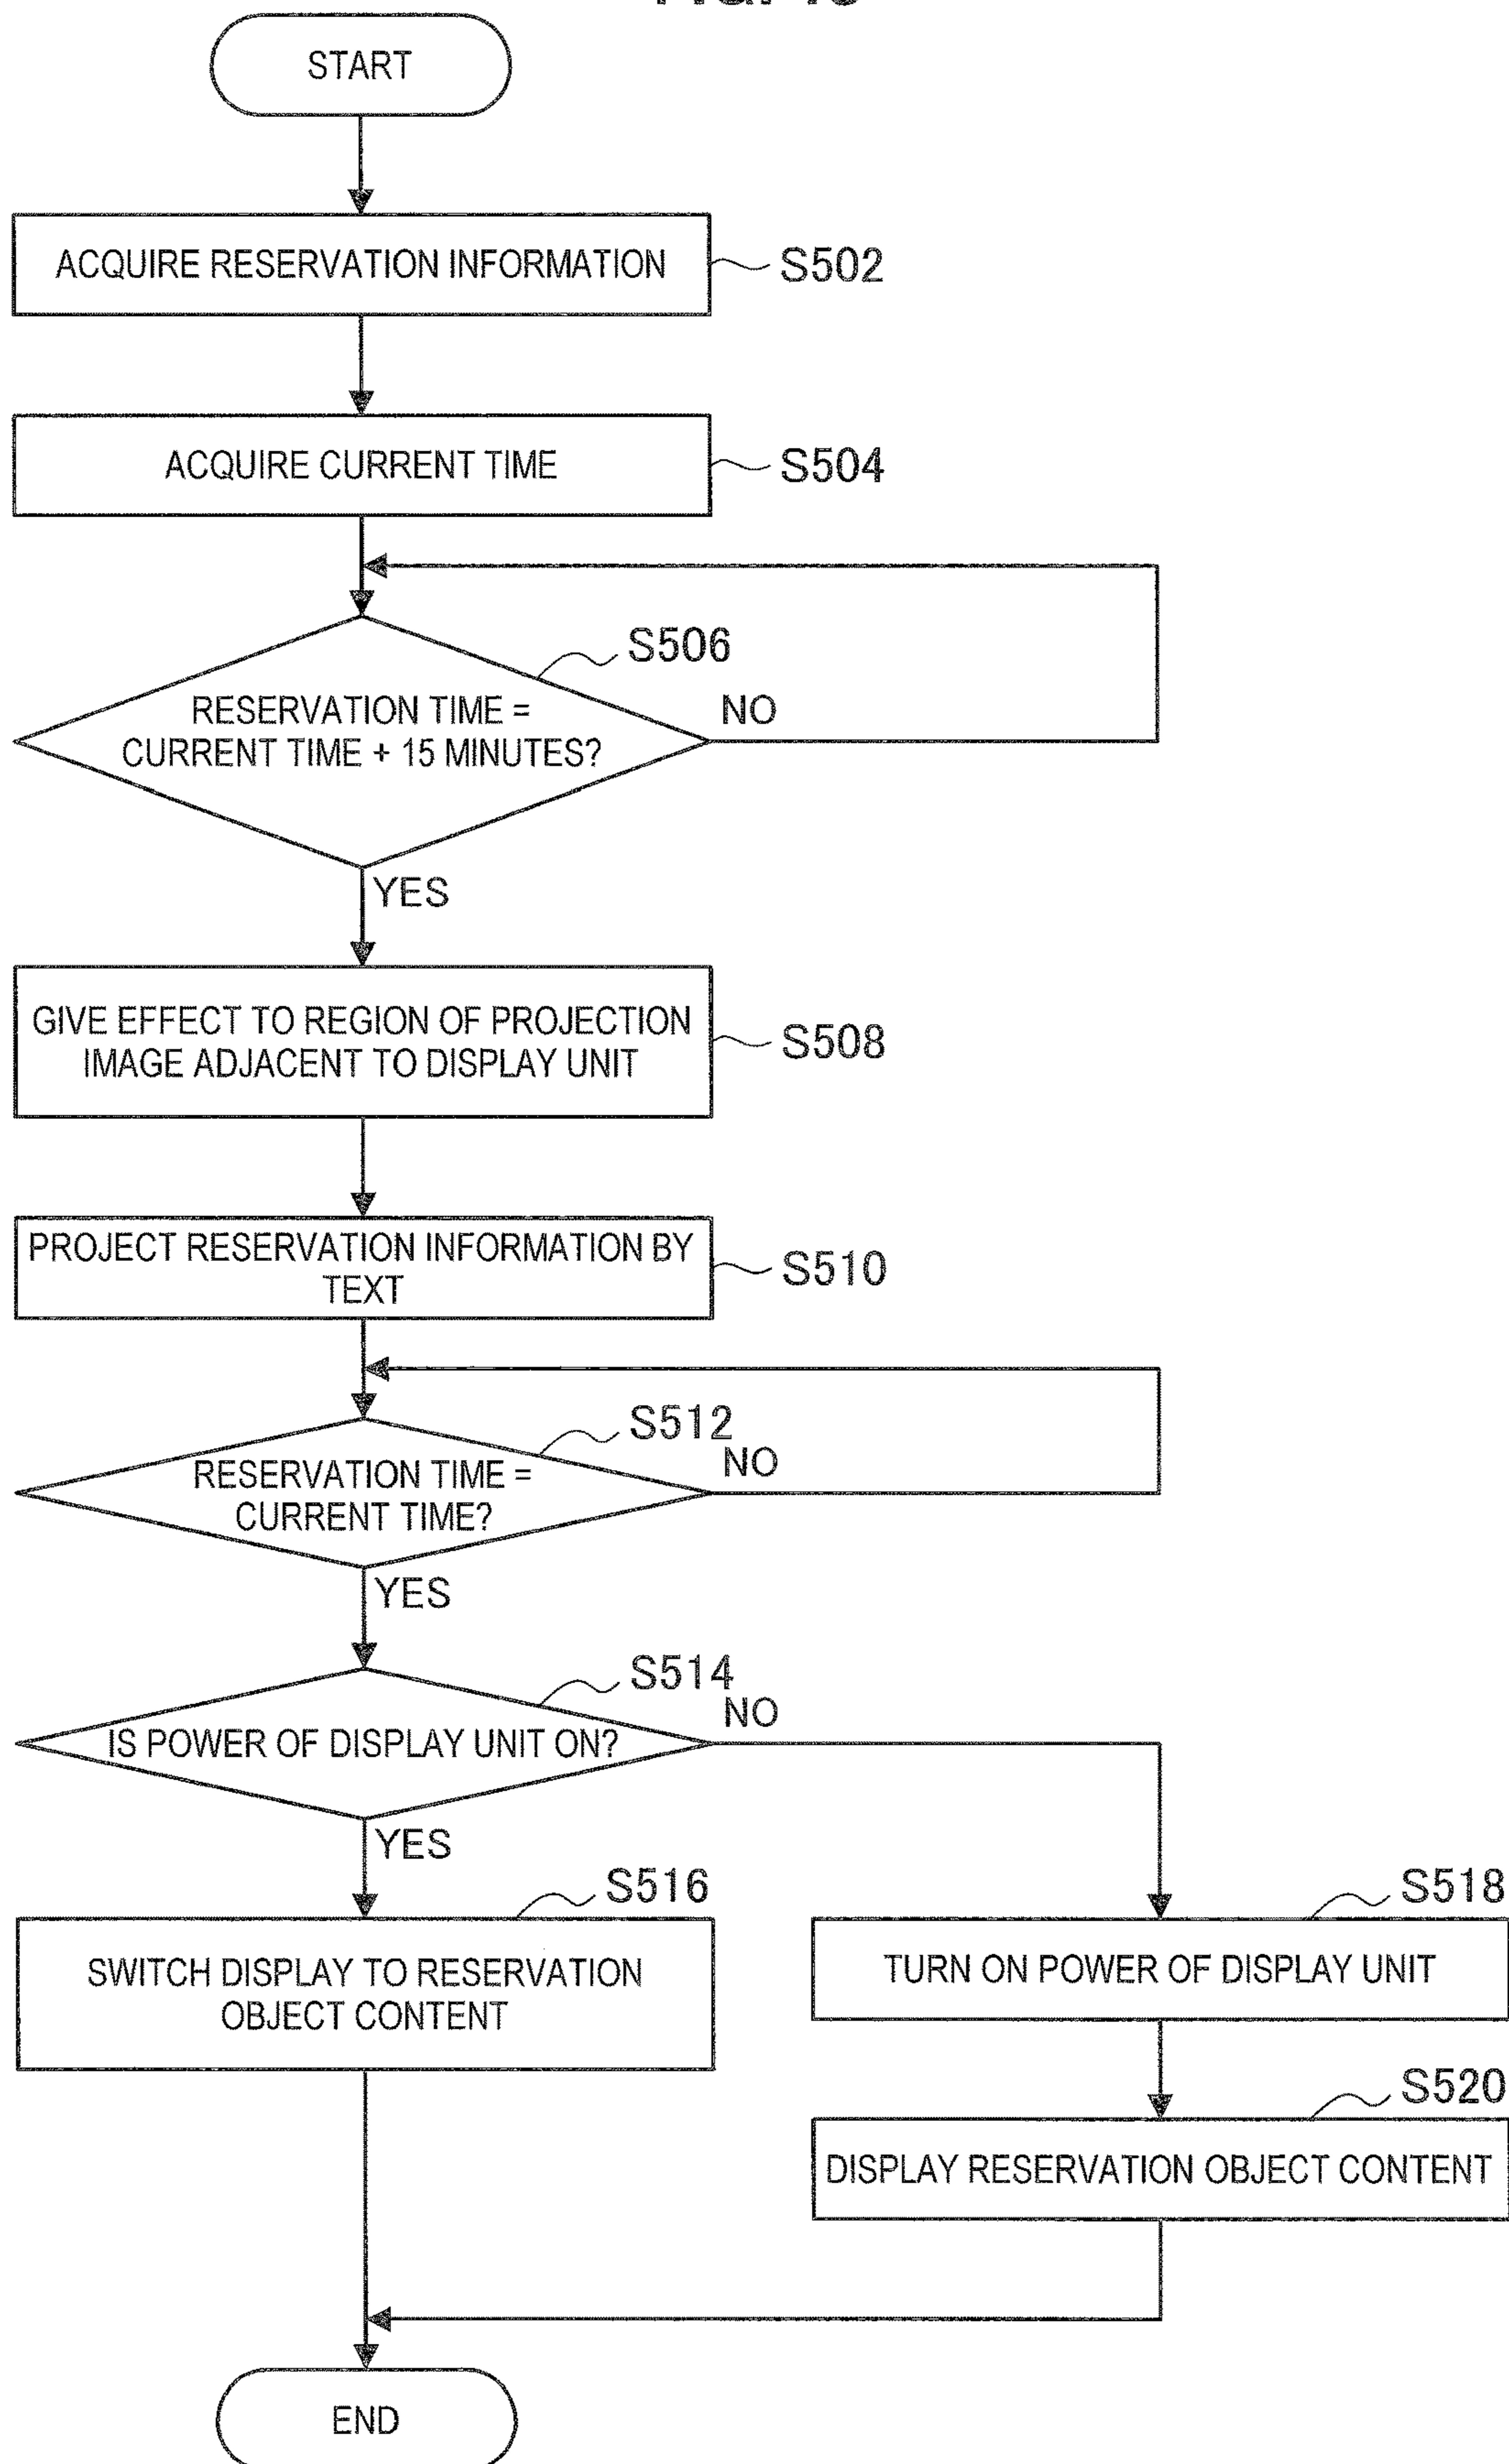 START
ACQUIRE RESERVATION INFORMATION
S502
ACQUIRE CURRENT TIME
S504
S506
RESERVATION TIME =
CURRENT TIME + 15 MINUTES?
NO
YES
GIVE EFFECT TO REGION OF PROJECTION
IMAGE ADJACENT TO DISPLAY UNIT
S508
PROJECT RESERVATION INFORMATION BY
TEXT
S510
S512
RESERVATION TIME =
CURRENT TIME?
NO
YES
S514
IS POWER OF DISPLAY UNIT ON?
NO
YES
S516
SWITCH DISPLAY TO RESERVATION
OBJECT CONTENT
S518
TURN ON POWER OF DISPLAY UNIT
S520
DISPLAY RESERVATION OBJECT CONTENT
END